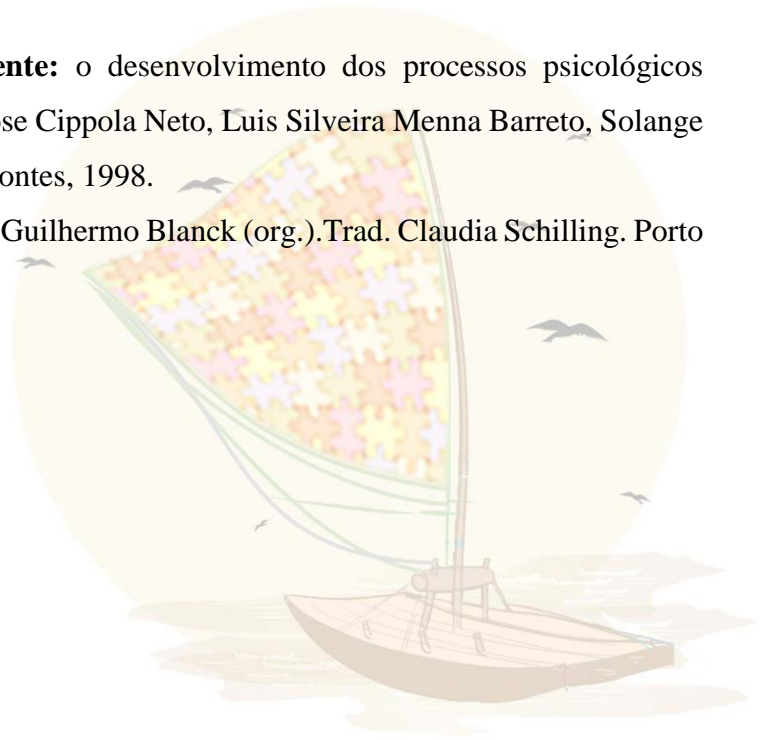 ente: o desenvolvimento dos processos psicológicos
se Cippola Neto, Luis Silveira Menna Barreto, Solange
ontes, 1998.
Guilhermo Blanck (org.).Trad. Claudia Schilling. Porto